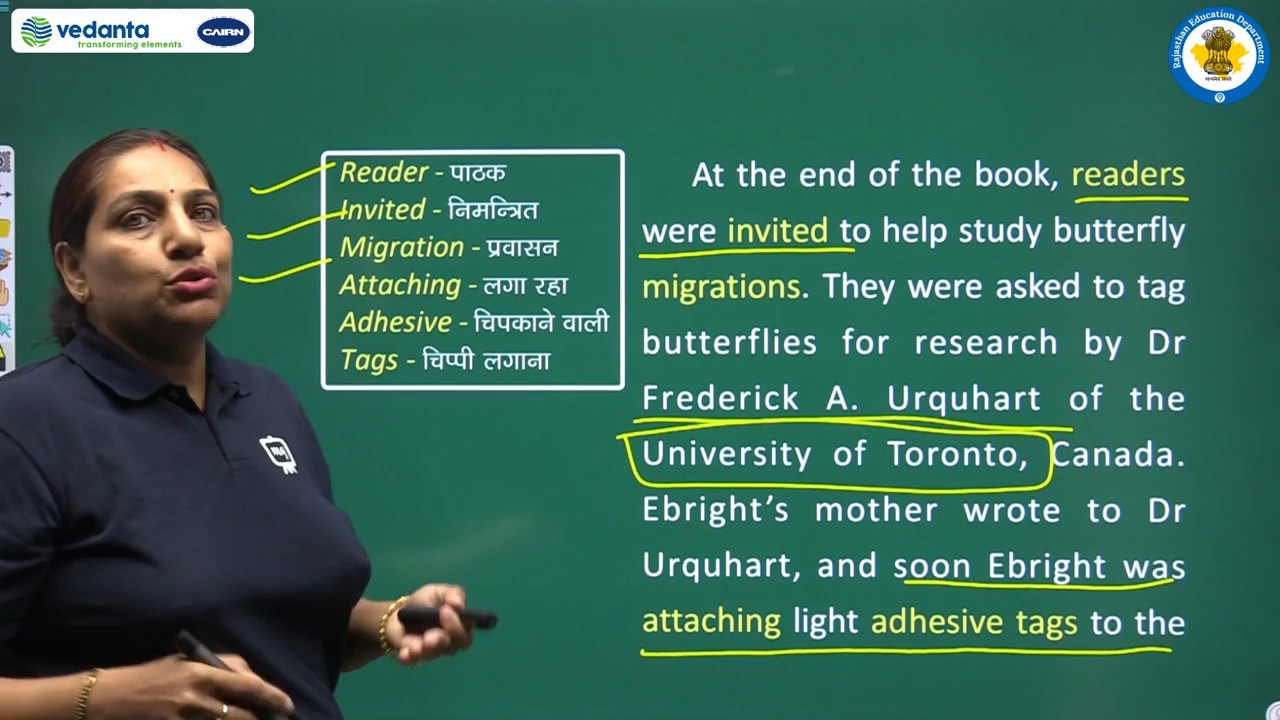 vedanta
transforming elements
CAIRN
Rajasthan Education Department
Reader - पाठक
Invited - निमन्त्रित
Migration - प्रवासन
Attaching - लगा रहा
Adhesive - चिपकाने वाली
Tags - चिप्पी लगाना
At the end of the book, readers
were invited to help study butterfly
migrations. They were asked to tag
butterflies for research by Dr
Frederick A. Urquhart of the
University of Toronto, Canada.
Ebright’s mother wrote to Dr
Urquhart, and soon Ebright was
attaching light adhesive tags to the